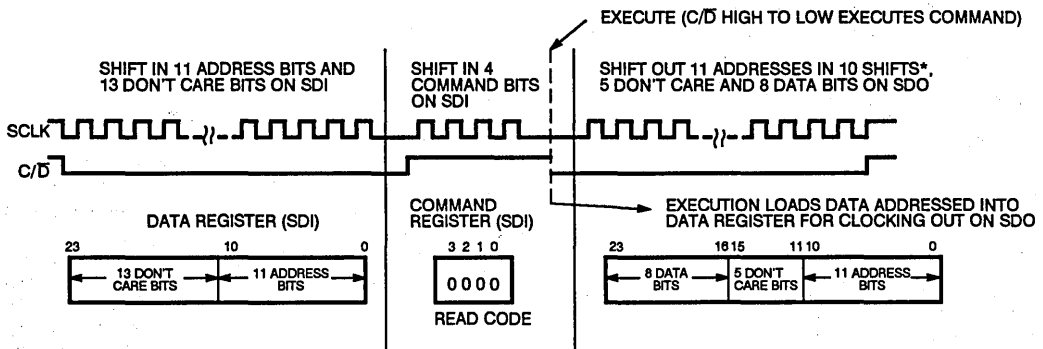 EXECUTE (C/D̅ HIGH TO LOW EXECUTES COMMAND)
SHIFT IN 11 ADDRESS BITS AND
13 DON'T CARE BITS ON SDI
SHIFT IN 4
COMMAND BITS
ON SDI
SHIFT OUT 11 ADDRESSES IN 10 SHIFTS*,
5 DON'T CARE AND 8 DATA BITS ON SDO
SCLK
C/D̅
DATA REGISTER (SDI)
COMMAND
REGISTER (SDI)
EXECUTION LOADS DATA ADDRESSED INTO
DATA REGISTER FOR CLOCKING OUT ON SDO
23 10 0
3 2 1 0
23 16 15 11 10 0
13 DON'T
CARE BITS
11 ADDRESS
BITS
0 0 0 0
8 DATA
BITS
5 DON'T
CARE BITS
11 ADDRESS
BITS
READ CODE